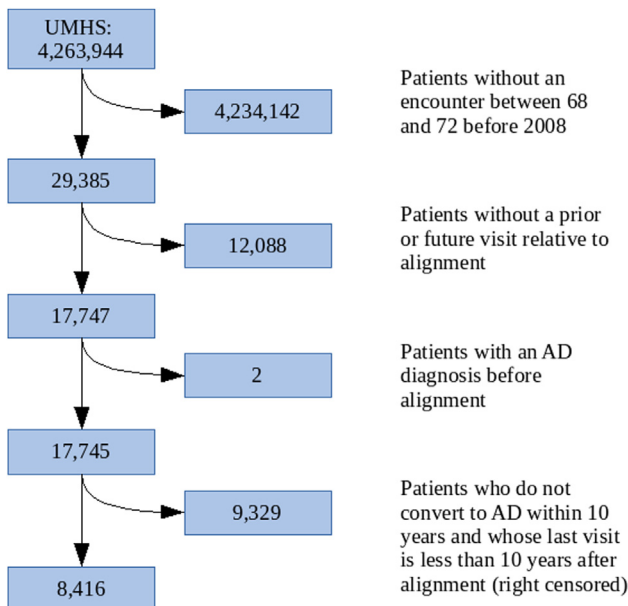 UMHS:
4,263,944
4,234,142
Patients without an
encounter between 68
and 72 before 2008
29,385
12,088
Patients without a prior
or future visit relative to
alignment
17,747
2
Patients with an AD
diagnosis before
alignment
17,745
9,329
Patients who do not
convert to AD within 10
years and whose last visit
is less than 10 years after
alignment (right censored)
8,416